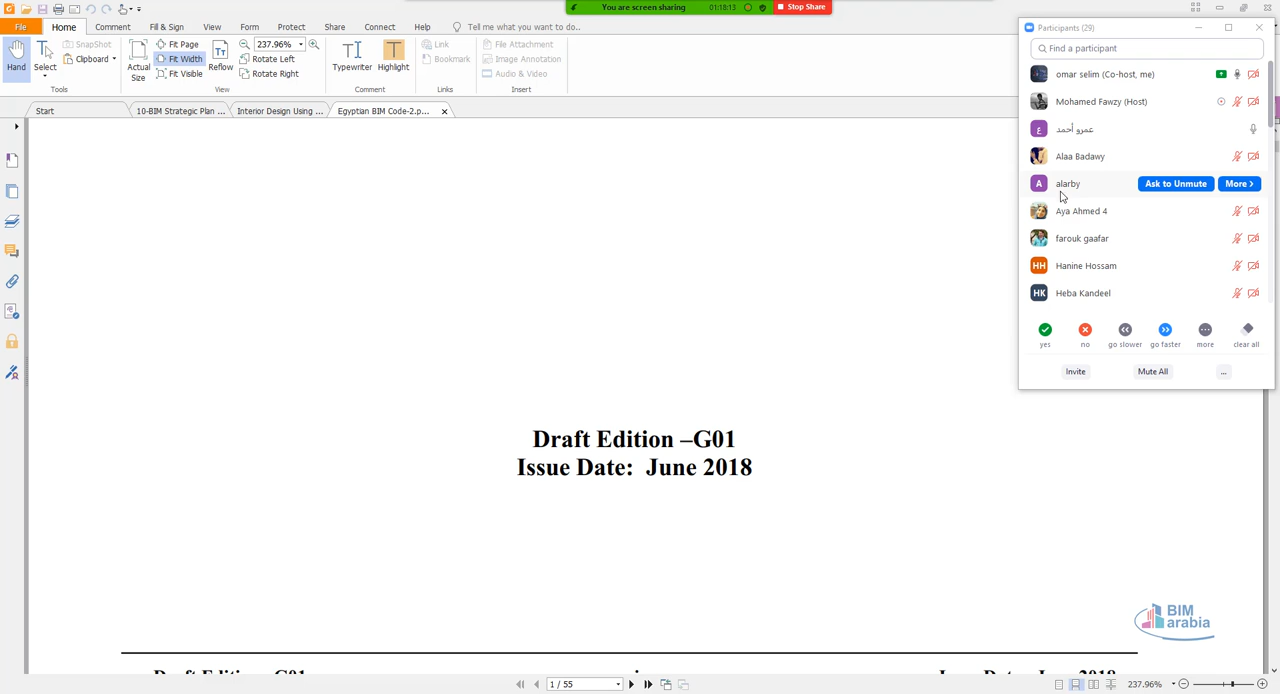 You are screen sharing
01:18:13
Stop Share
File
Home
Comment
Fill & Sign
View
Form
Protect
Share
Connect
Help
Tell me what you want to do..
Hand
Select
SnapShot
Clipboard
Tools
Actual Size
Fit Page
Fit Width
Fit Visible
Reflow
237.96%
Rotate Left
Rotate Right
View
Typewriter
Highlight
Comment
Link
Bookmark
Links
File Attachment
Image Annotation
Audio & Video
Insert
Start
10-BIM Strategic Plan ...
Interior Design Using ...
Egyptian BIM Code-2.p...
Participants (29)
Find a participant
omar selim (Co-host, me)
Mohamed Fawzy (Host)
ع
عمرو أحمد
Alaa Badawy
A
alarby
Ask to Unmute
More
Aya Ahmed 4
farouk gaafar
HH
Hanine Hossam
HK
Heba Kandeel
yes
no
go slower
go faster
more
clear all
Invite
Mute All
...
Draft Edition –G01
Issue Date: June 2018
BIM
arabia
1 / 55
237.96%